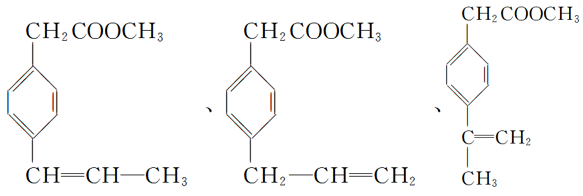 CH₂COOCH₃ CH₂COOCH₃ CH₂COOCH₃
、 、
C═CH₂
CH═CH—CH₃ CH₂—CH═CH₂ CH₃